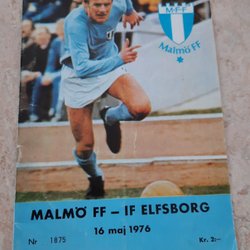 MFF
Malmö FF
MALMÖ FF – IF ELFSBORG
16 maj 1976
Nr 1875
Kr. 2:–